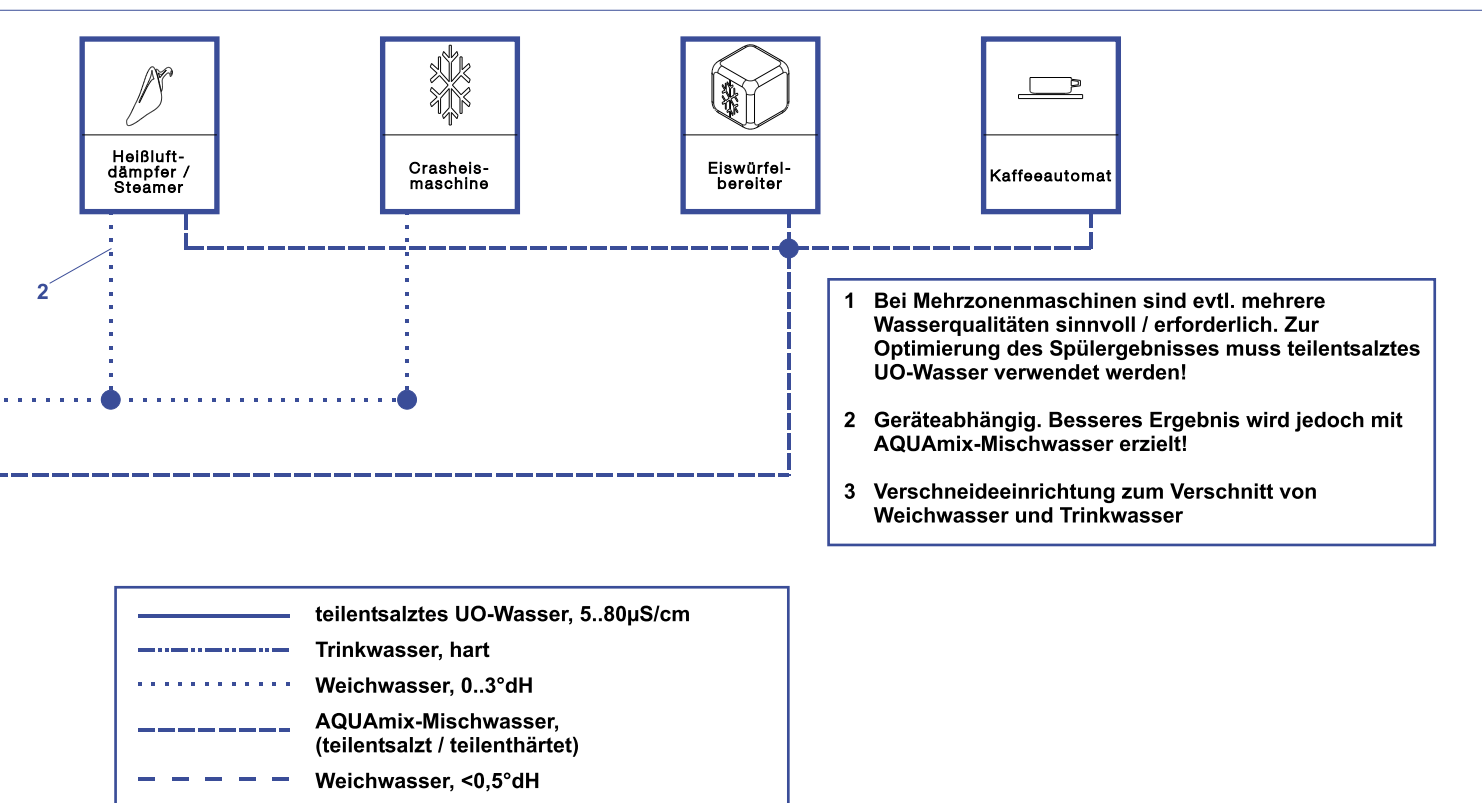 Heißluft-
dämpfer /
Steamer
Crasheis-
maschine
Eiswürfel-
bereiter
Kaffeeautomat
2
1 Bei Mehrzonenmaschinen sind evtl. mehrere
Wasserqualitäten sinnvoll / erforderlich. Zur
Optimierung des Spülergebnisses muss teilentsalztes
UO-Wasser verwendet werden!
2 Geräteabhängig. Besseres Ergebnis wird jedoch mit
AQUAmix-Mischwasser erzielt!
3 Verschneideeinrichtung zum Verschnitt von
Weichwasser und Trinkwasser
teilentsalztes UO-Wasser, 5..80µS/cm
Trinkwasser, hart
Weichwasser, 0..3°dH
AQUAmix-Mischwasser,
(teilentsalzt / teilenthärtet)
Weichwasser, <0,5°dH